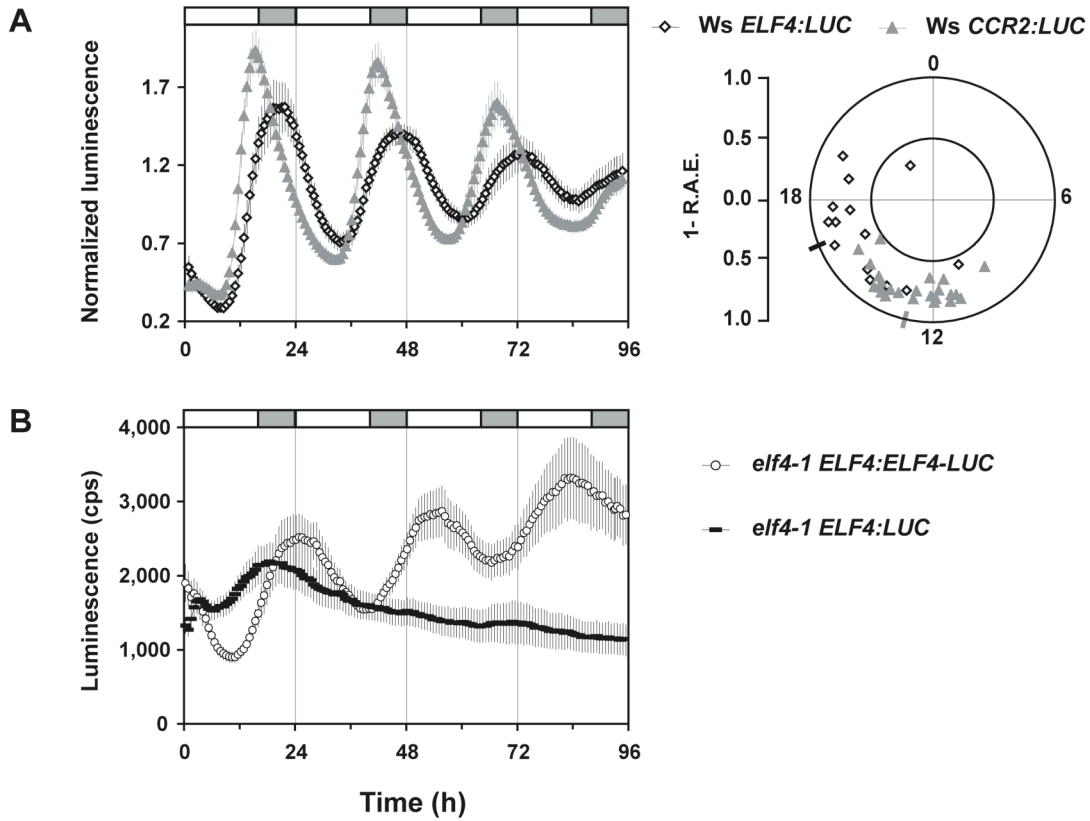 A
Ws ELF4:LUC
Ws CCR2:LUC
Normalized luminescence
1.7
1.2
0.7
0.2
0 24 48 72 96
1- R.A.E.
1.0
0.5
0.0
0.5
1.0
0
6
12
18
B
Luminescence (cps)
4,000
3,000
2,000
1,000
0
0 24 48 72 96
Time (h)
elf4-1 ELF4:ELF4-LUC
elf4-1 ELF4:LUC